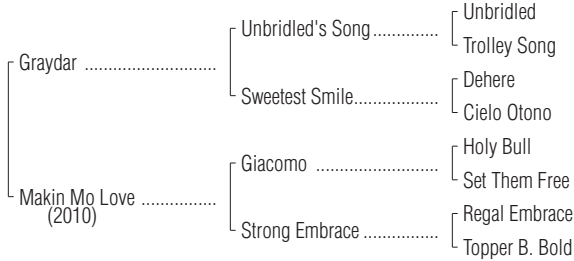 Unbridled
Unbridled's Song..............
Trolley Song
Graydar ............................
Dehere
Sweetest Smile..................
Cielo Otono
Holy Bull
Giacomo ..........................
Set Them Free
Makin Mo Love ................
(2010)
Regal Embrace
Strong Embrace ................
Topper B. Bold